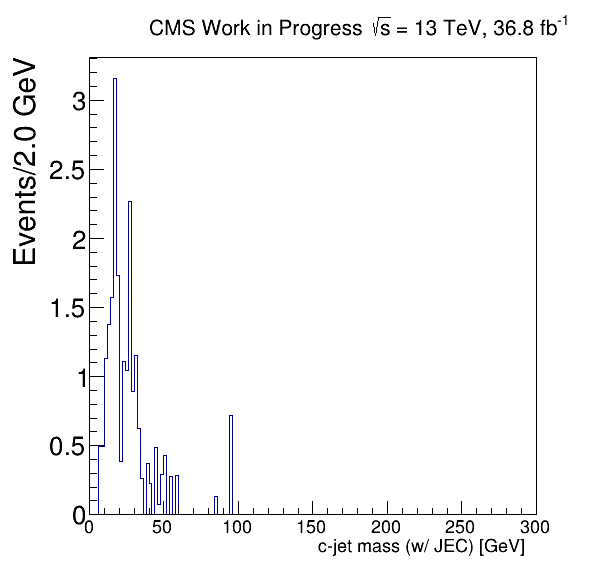 CMS Work in Progress √s = 13 TeV, 36.8 fb⁻¹
Events/2.0 GeV
3
2.5
2
1.5
1
0.5
0
0 50 100 150 200 250 300
c-jet mass (w/ JEC) [GeV]